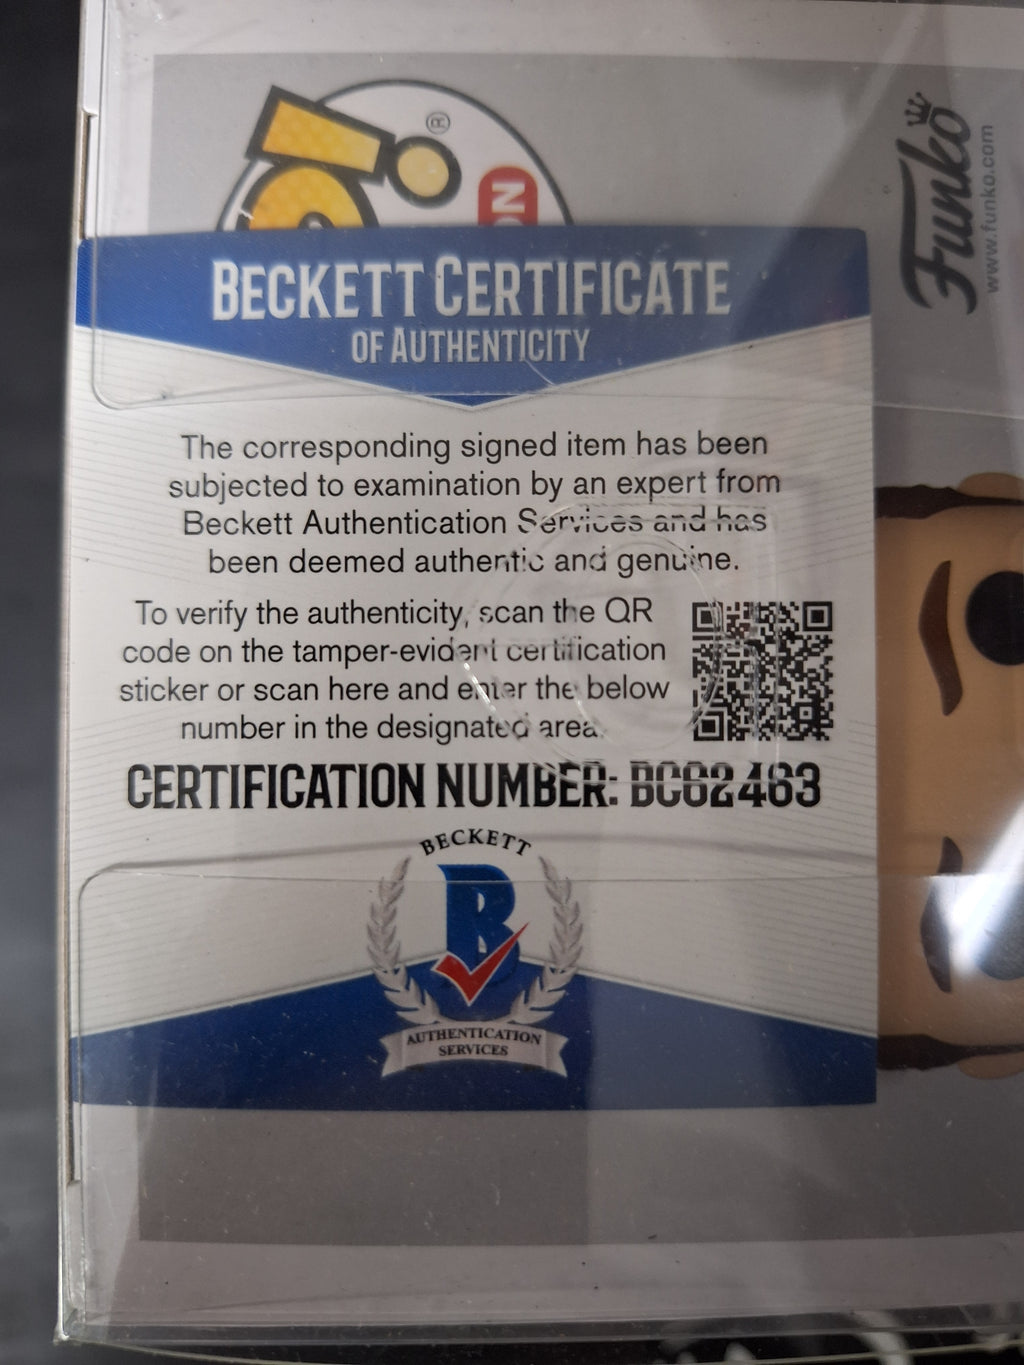 ®
ON
Funko
www.funko.com
BECKETT CERTIFICATE
OF AUTHENTICITY
The corresponding signed item has been
subjected to examination by an expert from
Beckett Authentication Services and has
been deemed authentic and genuine.
To verify the authenticity, scan the QR
code on the tamper-evident certification
sticker or scan here and enter the below
number in the designated area.
CERTIFICATION NUMBER: BC62463
BECKETT
B
AUTHENTICATION
SERVICES